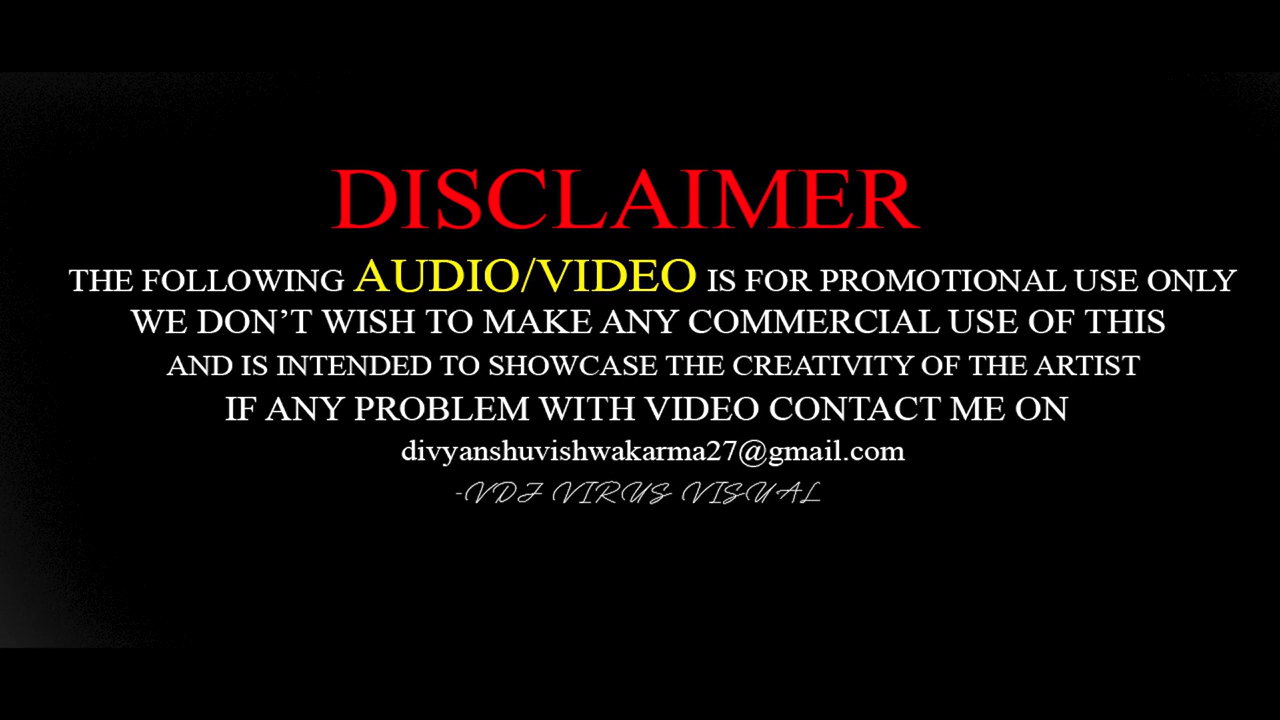 DISCLAIMER
THE FOLLOWING AUDIO/VIDEO IS FOR PROMOTIONAL USE ONLY
WE DON’T WISH TO MAKE ANY COMMERCIAL USE OF THIS
AND IS INTENDED TO SHOWCASE THE CREATIVITY OF THE ARTIST
IF ANY PROBLEM WITH VIDEO CONTACT ME ON
divyanshuvishwakarma27@gmail.com
-VDJ VIRUS VISUAL